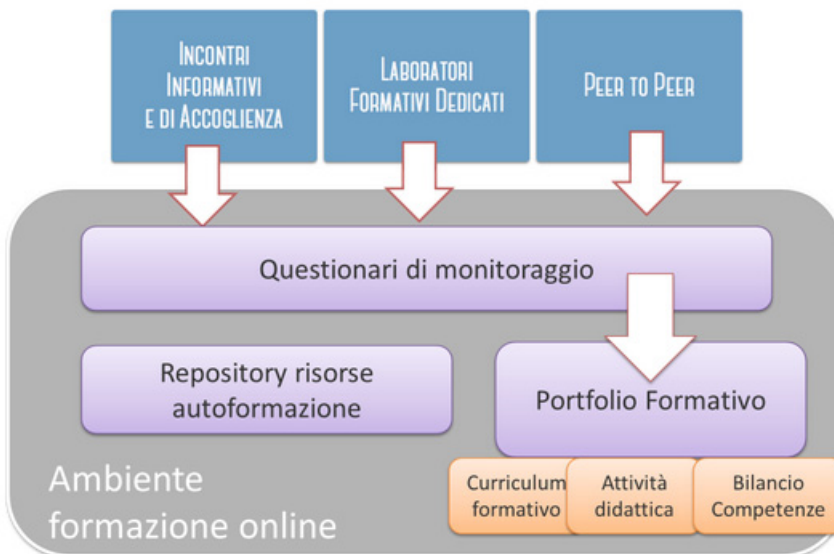 INCONTRI
INFORMATIVI
E DI ACCOGLIENZA
LABORATORI
FORMATIVI DEDICATI
PEER TO PEER
Questionari di monitoraggio
Repository risorse
autoformazione
Portfolio Formativo
Curriculum
formativo
Attività
didattica
Bilancio
Competenze
Ambiente
formazione online